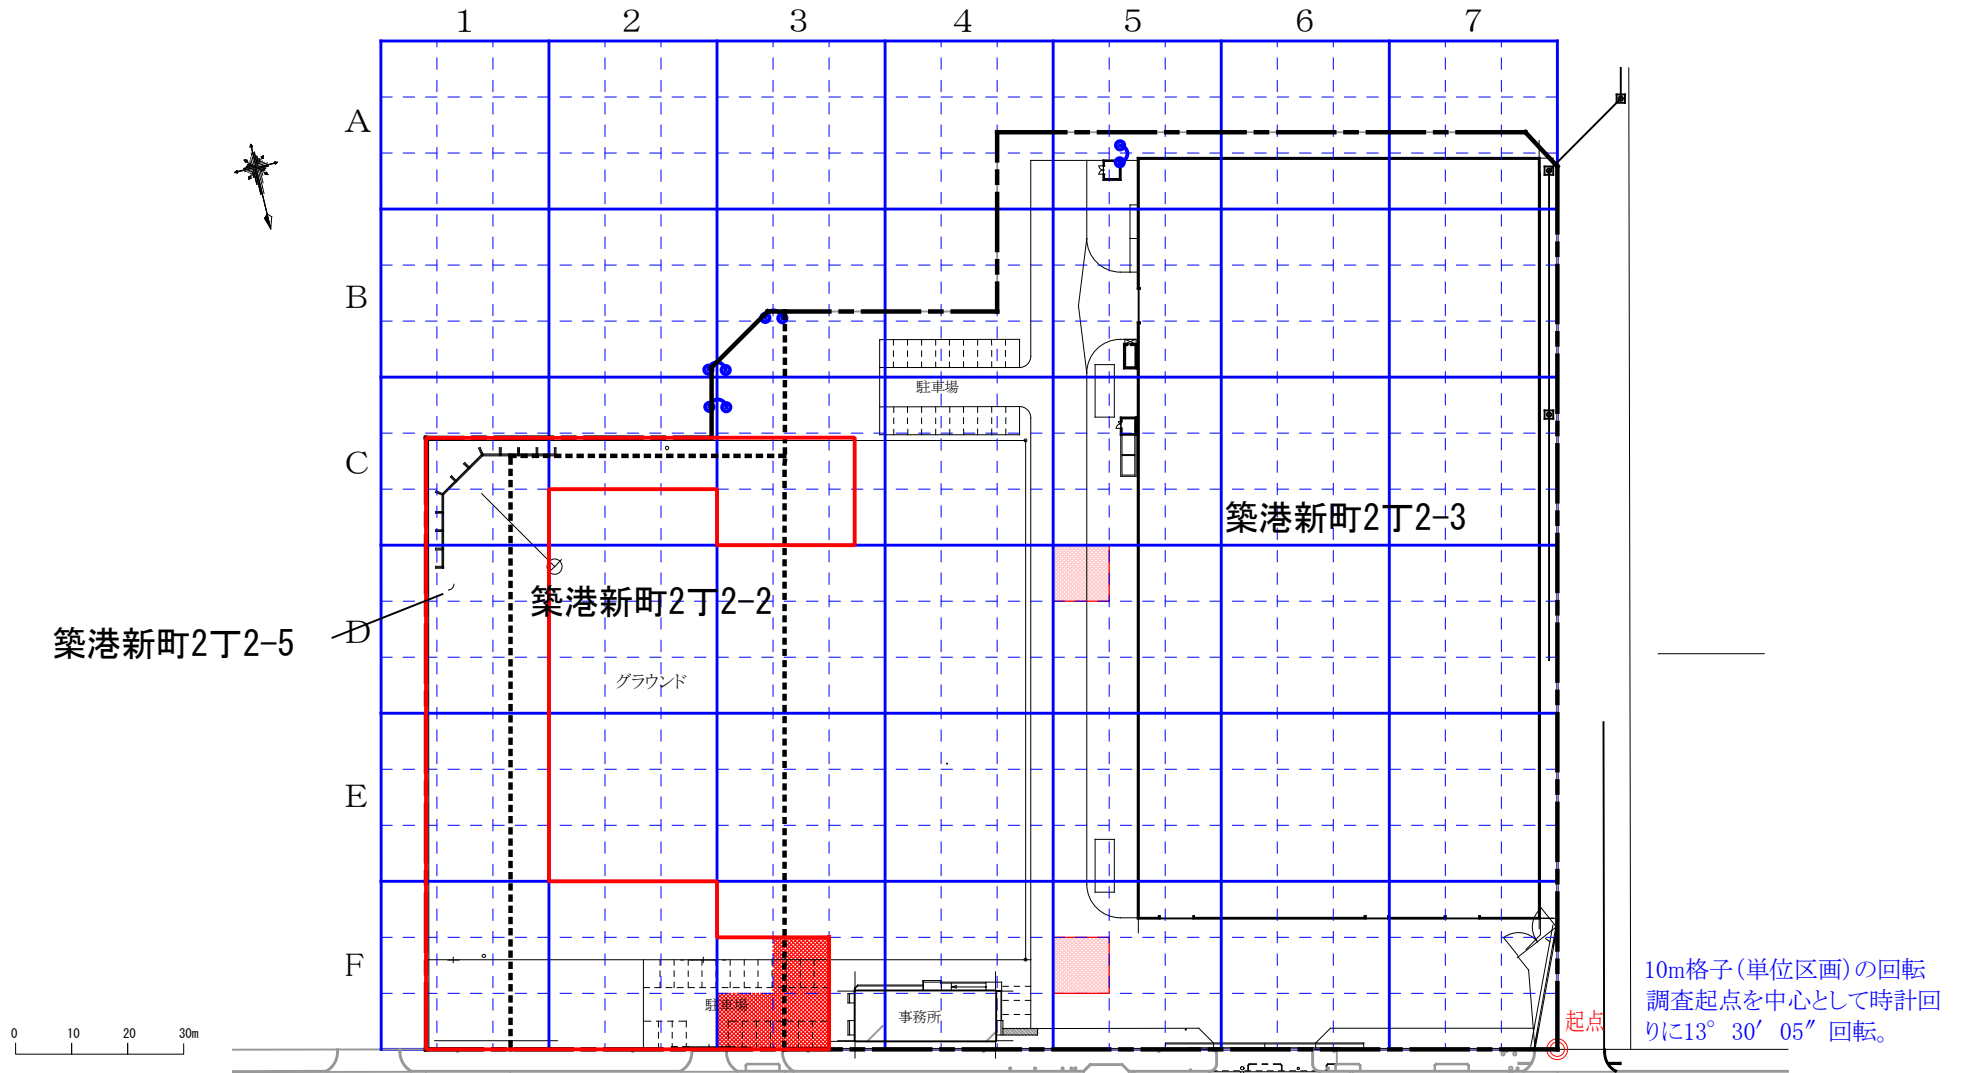 1 2 3 4 5 6 7
A
B
駐車場
C
築港新町2丁2-3
築港新町2丁2-2
築港新町2丁2-5
D
グラウンド
E
F
駐車場
事務所
起点
10m格子(単位区画)の回転
調査起点を中心として時計回
りに13° 30′ 05″ 回転。
0 10 20 30m